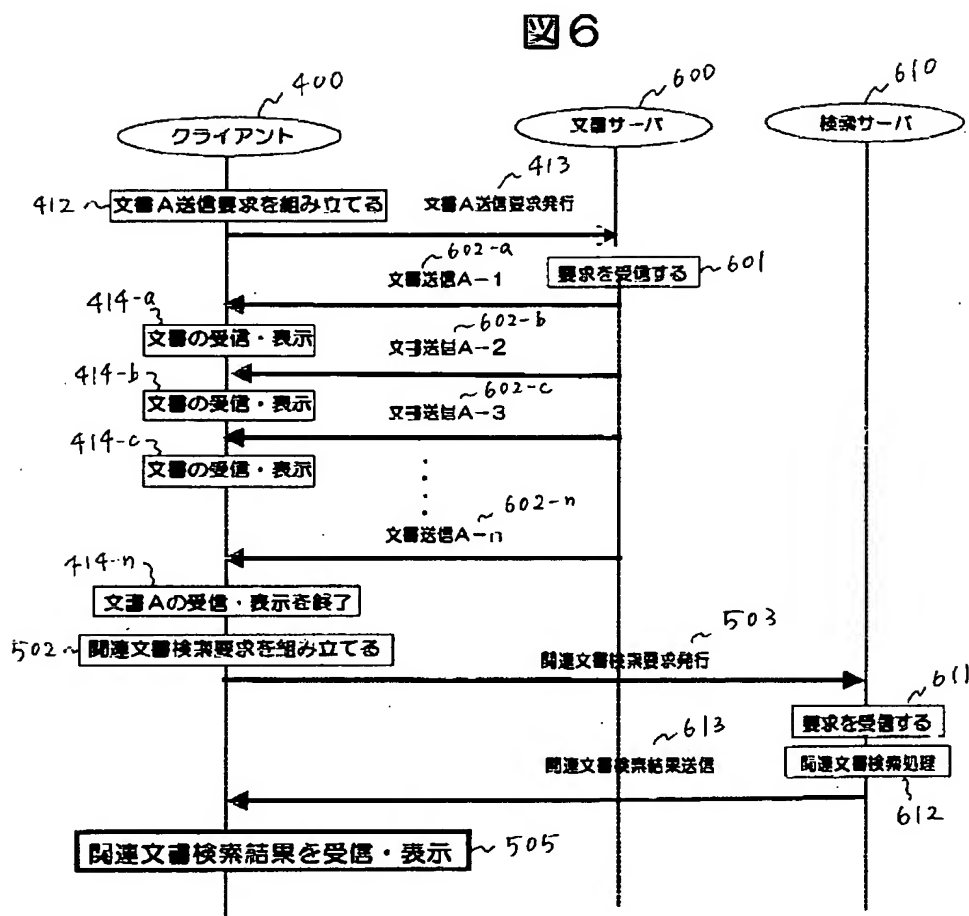 図6
400
600
610
クライアント
文書サーバ
検索サーバ
413
412
文書A送信要求を組み立てる
文書A送信要求発行
602-a
文書送信A-1
要求を受信する
601
414-a
文書の受信・表示
602-b
文書送信A-2
414-b
文書の受信・表示
602-c
文書送信A-3
414-c
文書の受信・表示
602-n
文書送信A-n
414-n
文書Aの受信・表示を終了
502
関連文書検索要求を組み立てる
503
関連文書検索要求発行
611
要求を受信する
613
関連文書検索結果送信
関連文書検索処理
612
関連文書検索結果を受信・表示
505